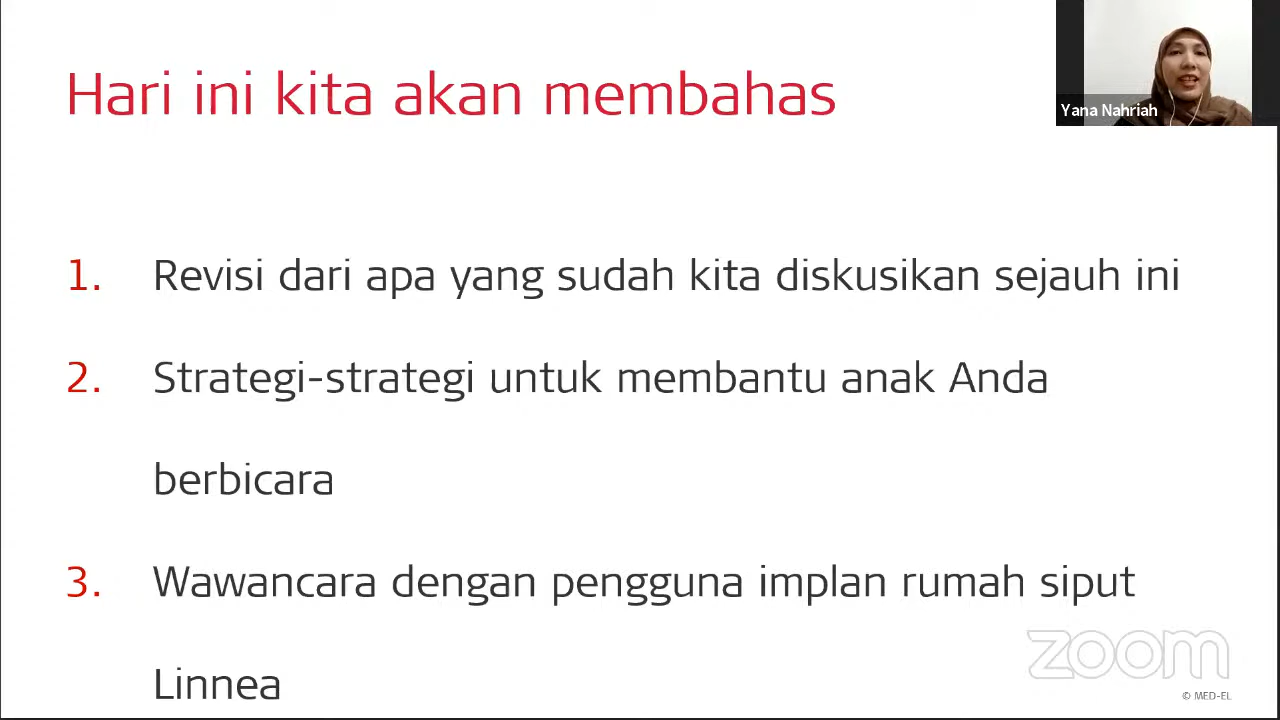 Hari ini kita akan membahas
Yana Nahriah
1. Revisi dari apa yang sudah kita diskusikan sejauh ini
2. Strategi-strategi untuk membantu anak Anda
berbicara
3. Wawancara dengan pengguna implan rumah siput
Linnea
zoom
© MED-EL